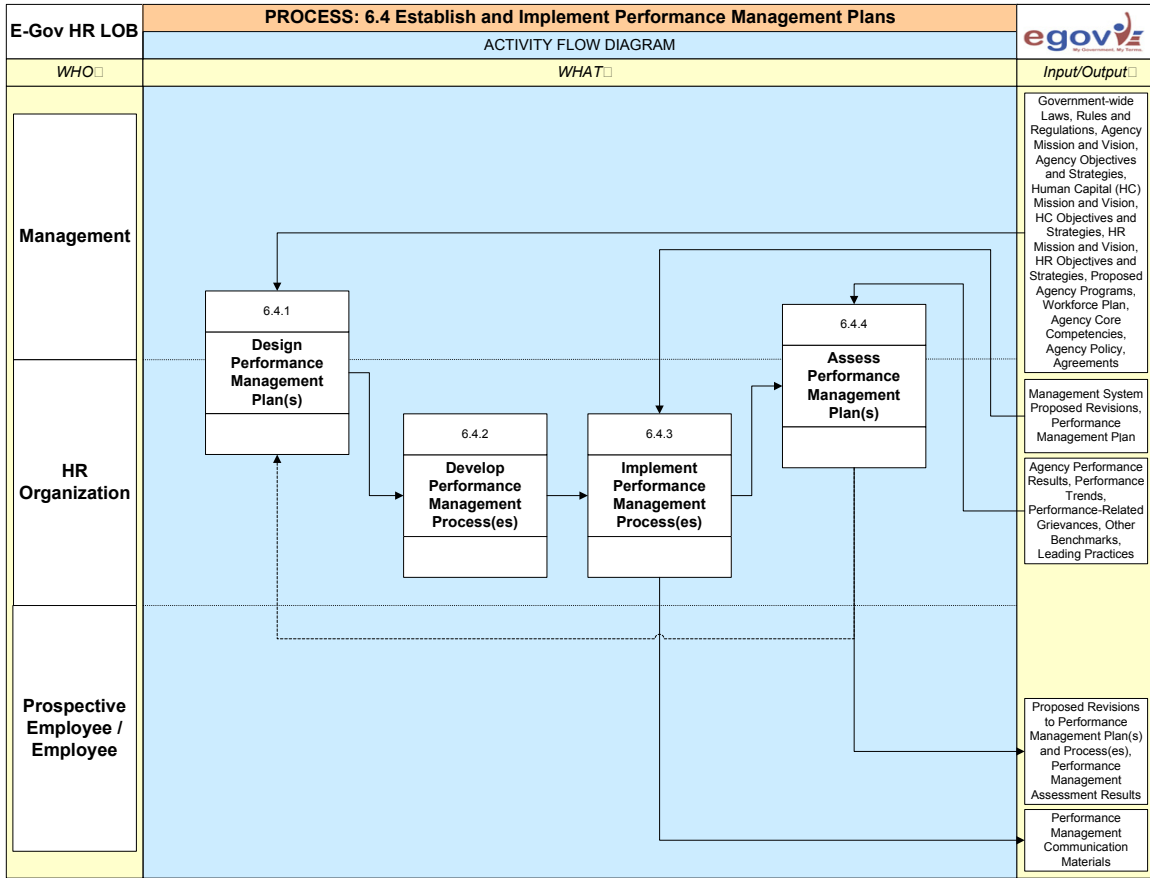 E-Gov HR LOB
PROCESS: 6.4 Establish and Implement Performance Management Plans
ACTIVITY FLOW DIAGRAM
egov
My Government. My Terms.
WHO□
WHAT□
Input/Output□
Management
HR
Organization
Prospective
Employee /
Employee
6.4.1
Design
Performance
Management
Plan(s)
6.4.2
Develop
Performance
Management
Process(es)
6.4.3
Implement
Performance
Management
Process(es)
6.4.4
Assess
Performance
Management
Plan(s)
Government-wide
Laws, Rules and
Regulations, Agency
Mission and Vision,
Agency Objectives
and Strategies,
Human Capital (HC)
Mission and Vision,
HC Objectives and
Strategies, HR
Mission and Vision,
HR Objectives and
Strategies, Proposed
Agency Programs,
Workforce Plan,
Agency Core
Competencies,
Agency Policy,
Agreements
Management System
Proposed Revisions,
Performance
Management Plan
Agency Performance
Results, Performance
Trends,
Performance-Related
Grievances, Other
Benchmarks,
Leading Practices
Proposed Revisions
to Performance
Management Plan(s)
and Process(es),
Performance
Management
Assessment Results
Performance
Management
Communication
Materials